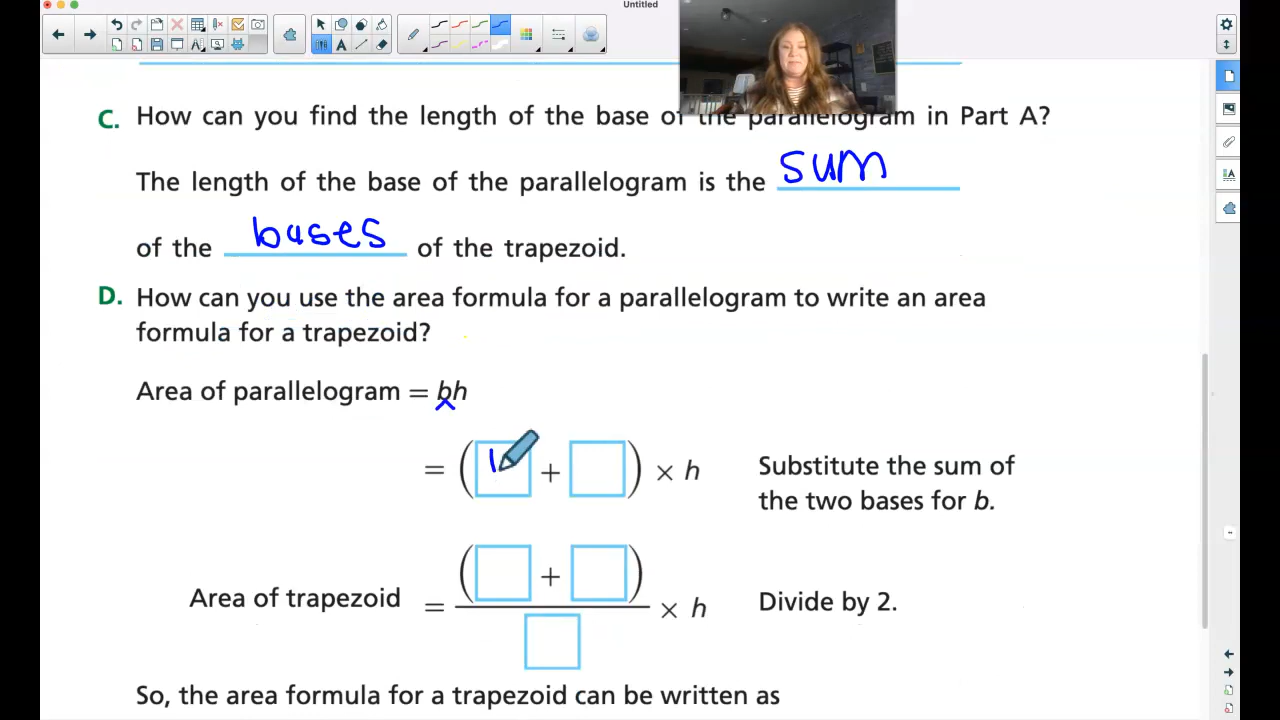 Untitled
C. How can you find the length of the base of the parallelogram in Part A?
The length of the base of the parallelogram is the sum
of the bases of the trapezoid.
D. How can you use the area formula for a parallelogram to write an area
formula for a trapezoid?
Area of parallelogram = bh
= ( + ) × h Substitute the sum of
the two bases for b.
Area of trapezoid = ( + ) × h Divide by 2.
So, the area formula for a trapezoid can be written as